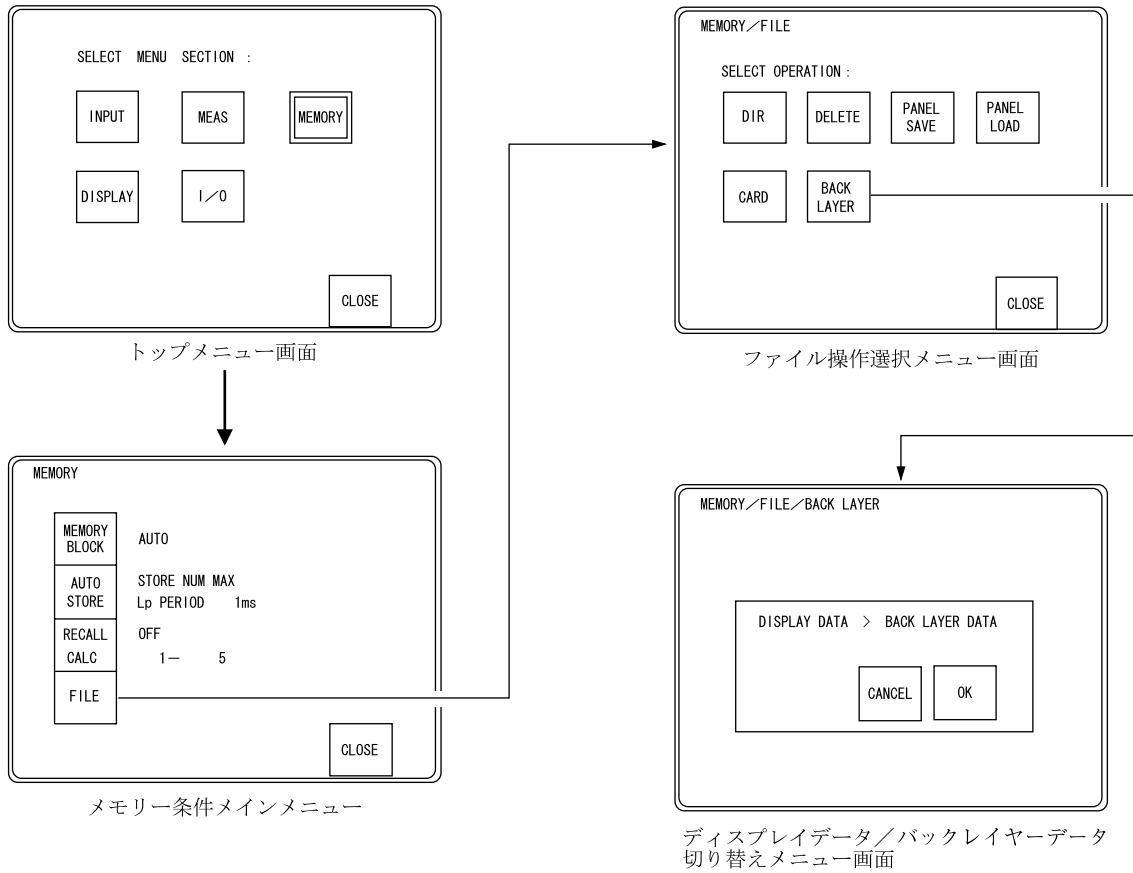 SELECT MENU SECTION :
INPUT
MEAS
MEMORY
DISPLAY
I／O
CLOSE
トップメニュー画面
MEMORY
MEMORY
BLOCK
AUTO
AUTO
STORE
STORE NUM MAX
Lp PERIOD 1ms
RECALL
CALC
OFF
1－ 5
FILE
CLOSE
メモリー条件メインメニュー
MEMORY／FILE
SELECT OPERATION :
DIR
DELETE
PANEL
SAVE
PANEL
LOAD
CARD
BACK
LAYER
CLOSE
ファイル操作選択メニュー画面
MEMORY／FILE／BACK LAYER
DISPLAY DATA > BACK LAYER DATA
CANCEL
OK
ディスプレイデータ／バックレイヤーデータ
切り替えメニュー画面